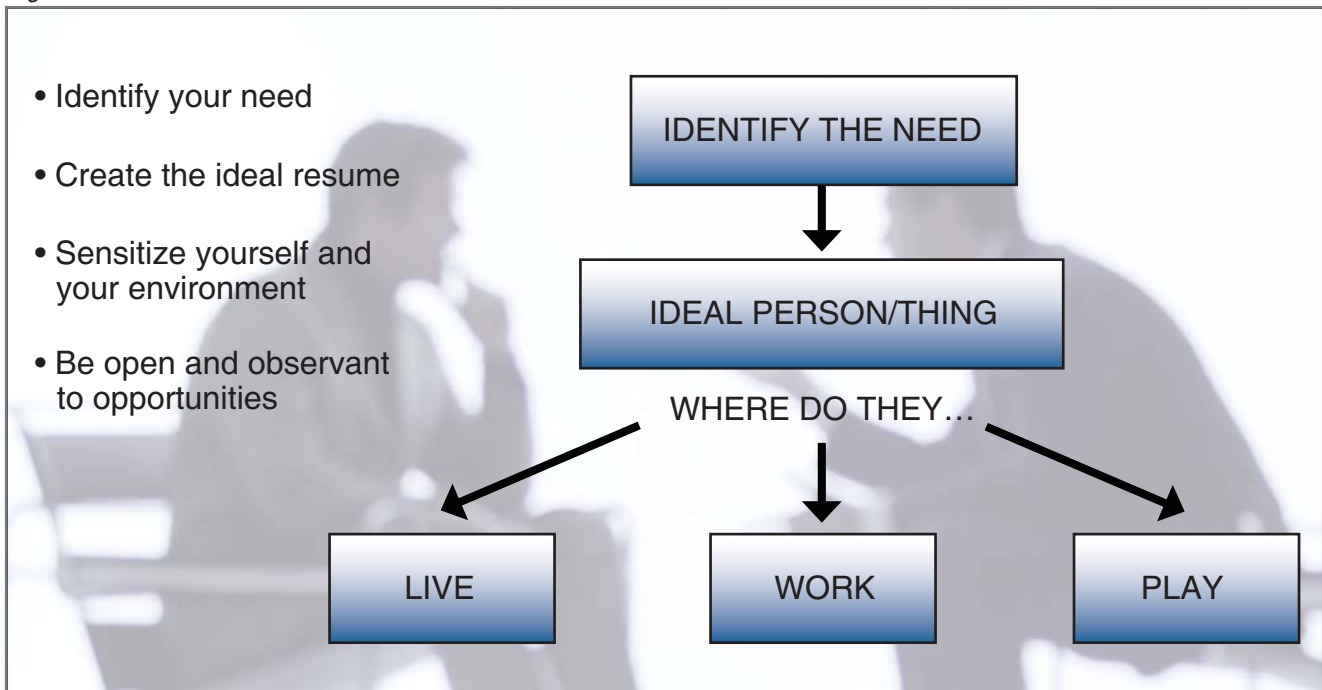 • Identify your need
• Create the ideal resume
• Sensitize yourself and
your environment
• Be open and observant
to opportunities
IDENTIFY THE NEED
IDEAL PERSON/THING
WHERE DO THEY…
LIVE
WORK
PLAY